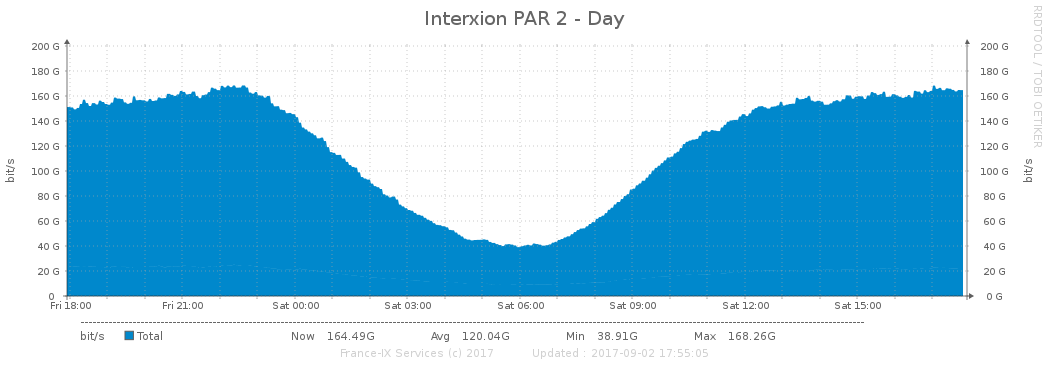 Interxion PAR 2 - Day
RRDTOOL / TOBI OETIKER
200 G 200 G
180 G 180 G
160 G 160 G
140 G 140 G
120 G 120 G
100 G 100 G
80 G 80 G
60 G 60 G
40 G 40 G
20 G 20 G
0 0 G
bit/s bit/s
Fri 18:00 Fri 21:00 Sat 00:00 Sat 03:00 Sat 06:00 Sat 09:00 Sat 12:00 Sat 15:00
bit/s Total Now 164.49G Avg 120.04G Min 38.91G Max 168.26G
France-IX Services (c) 2017 Updated : 2017-09-02 17:55:05